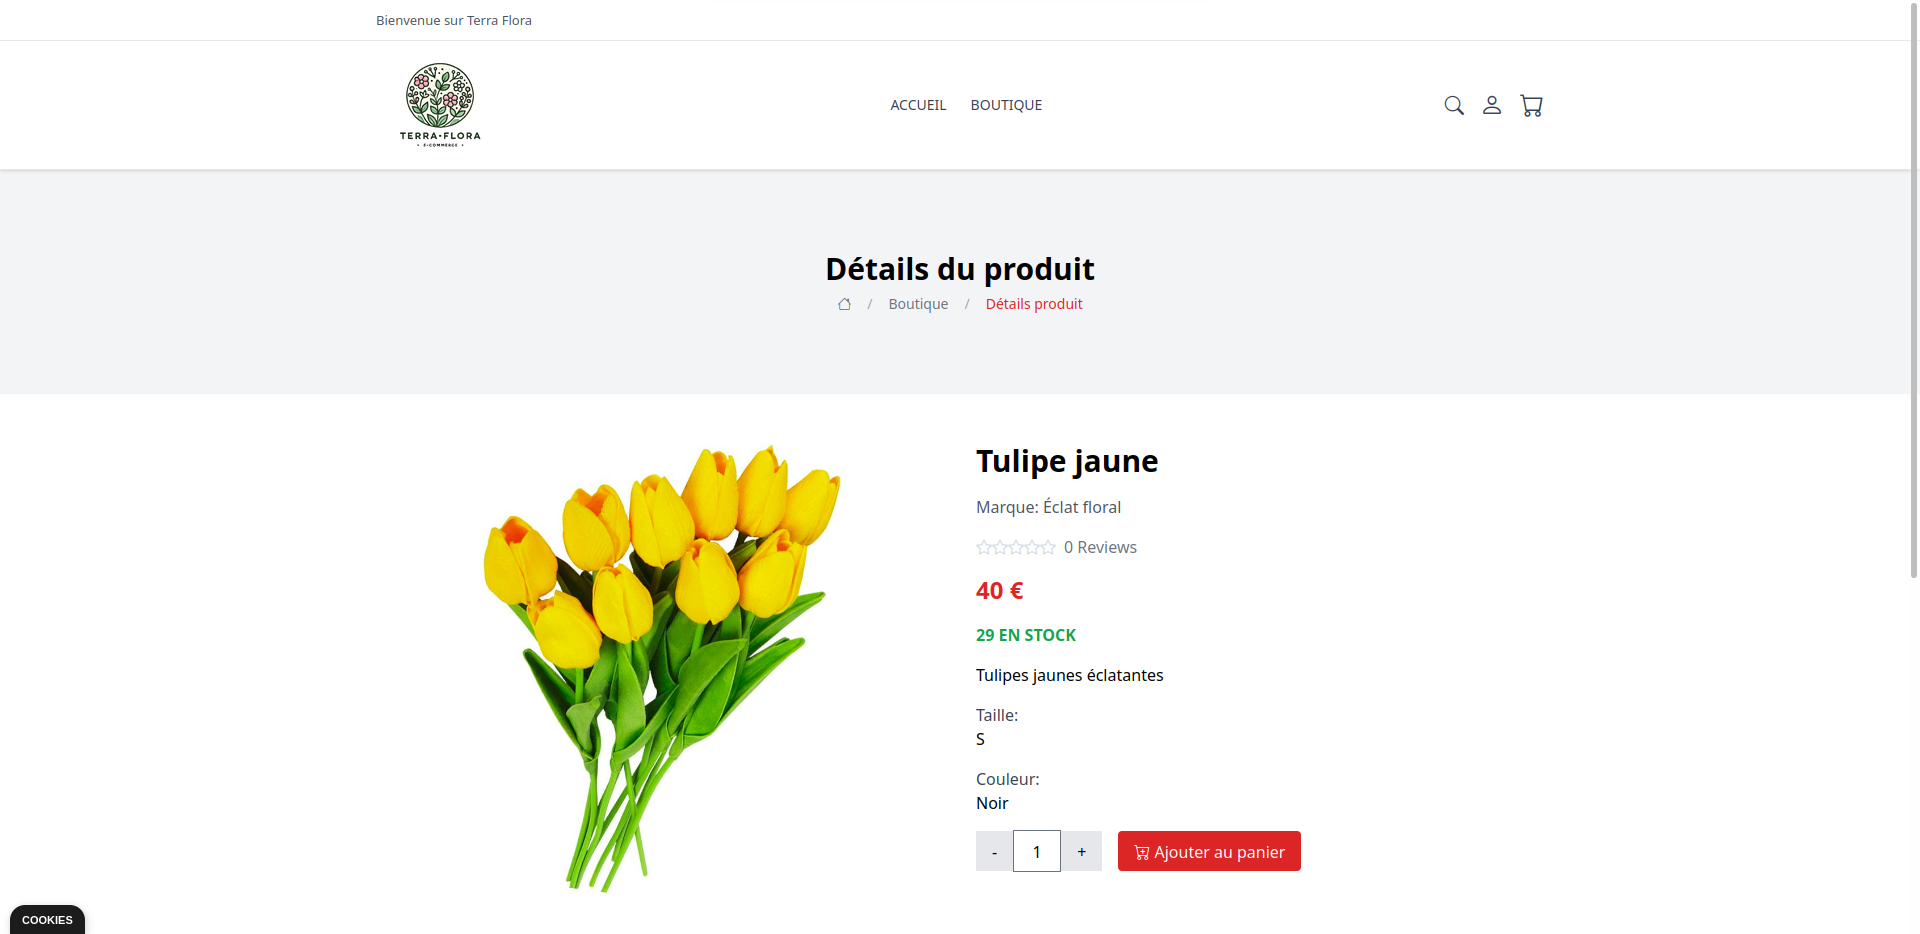 Bienvenue sur Terra Flora
TERRA•FLORA
• E-COMMERCE •
ACCUEIL BOUTIQUE
Détails du produit
/ Boutique / Détails produit
Tulipe jaune
Marque: Éclat floral
0 Reviews
40 €
29 EN STOCK
Tulipes jaunes éclatantes
Taille:
S
Couleur:
Noir
- 1 + Ajouter au panier
COOKIES